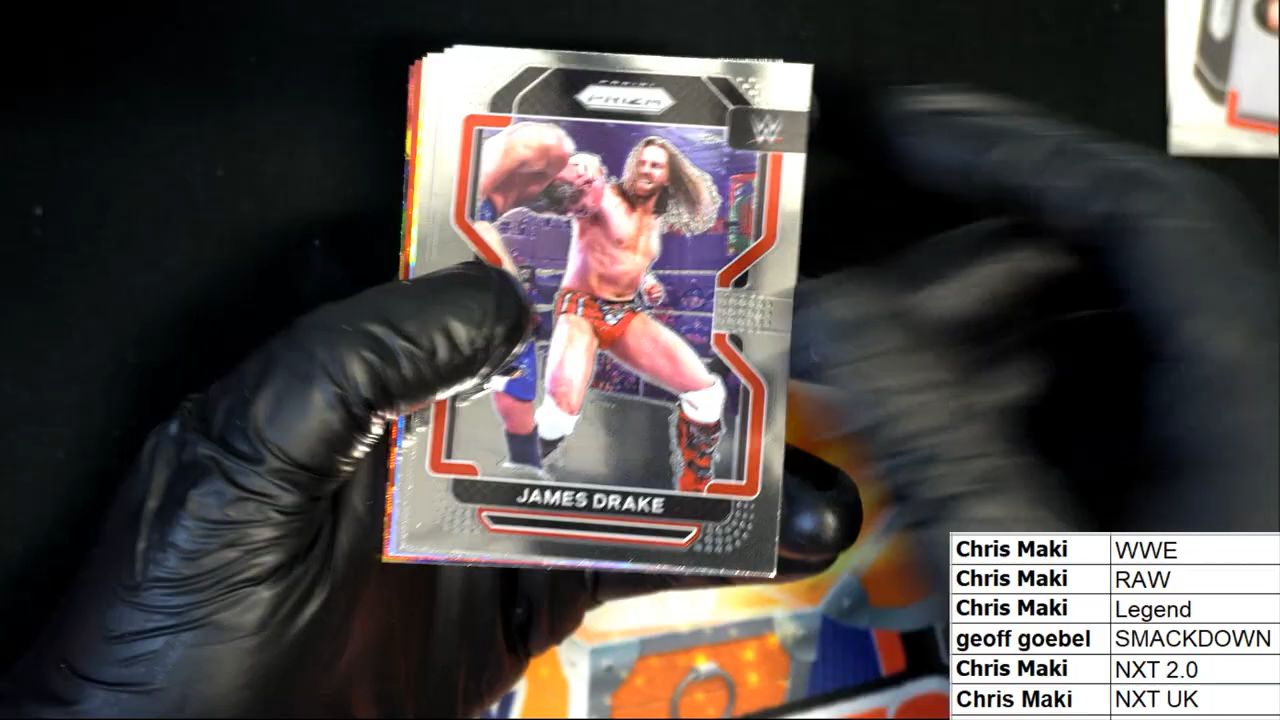 PANINI
PRIZM
W
JAMES DRAKE
Chris Maki WWE
Chris Maki RAW
Chris Maki Legend
geoff goebel SMACKDOWN
Chris Maki NXT 2.0
Chris Maki NXT UK